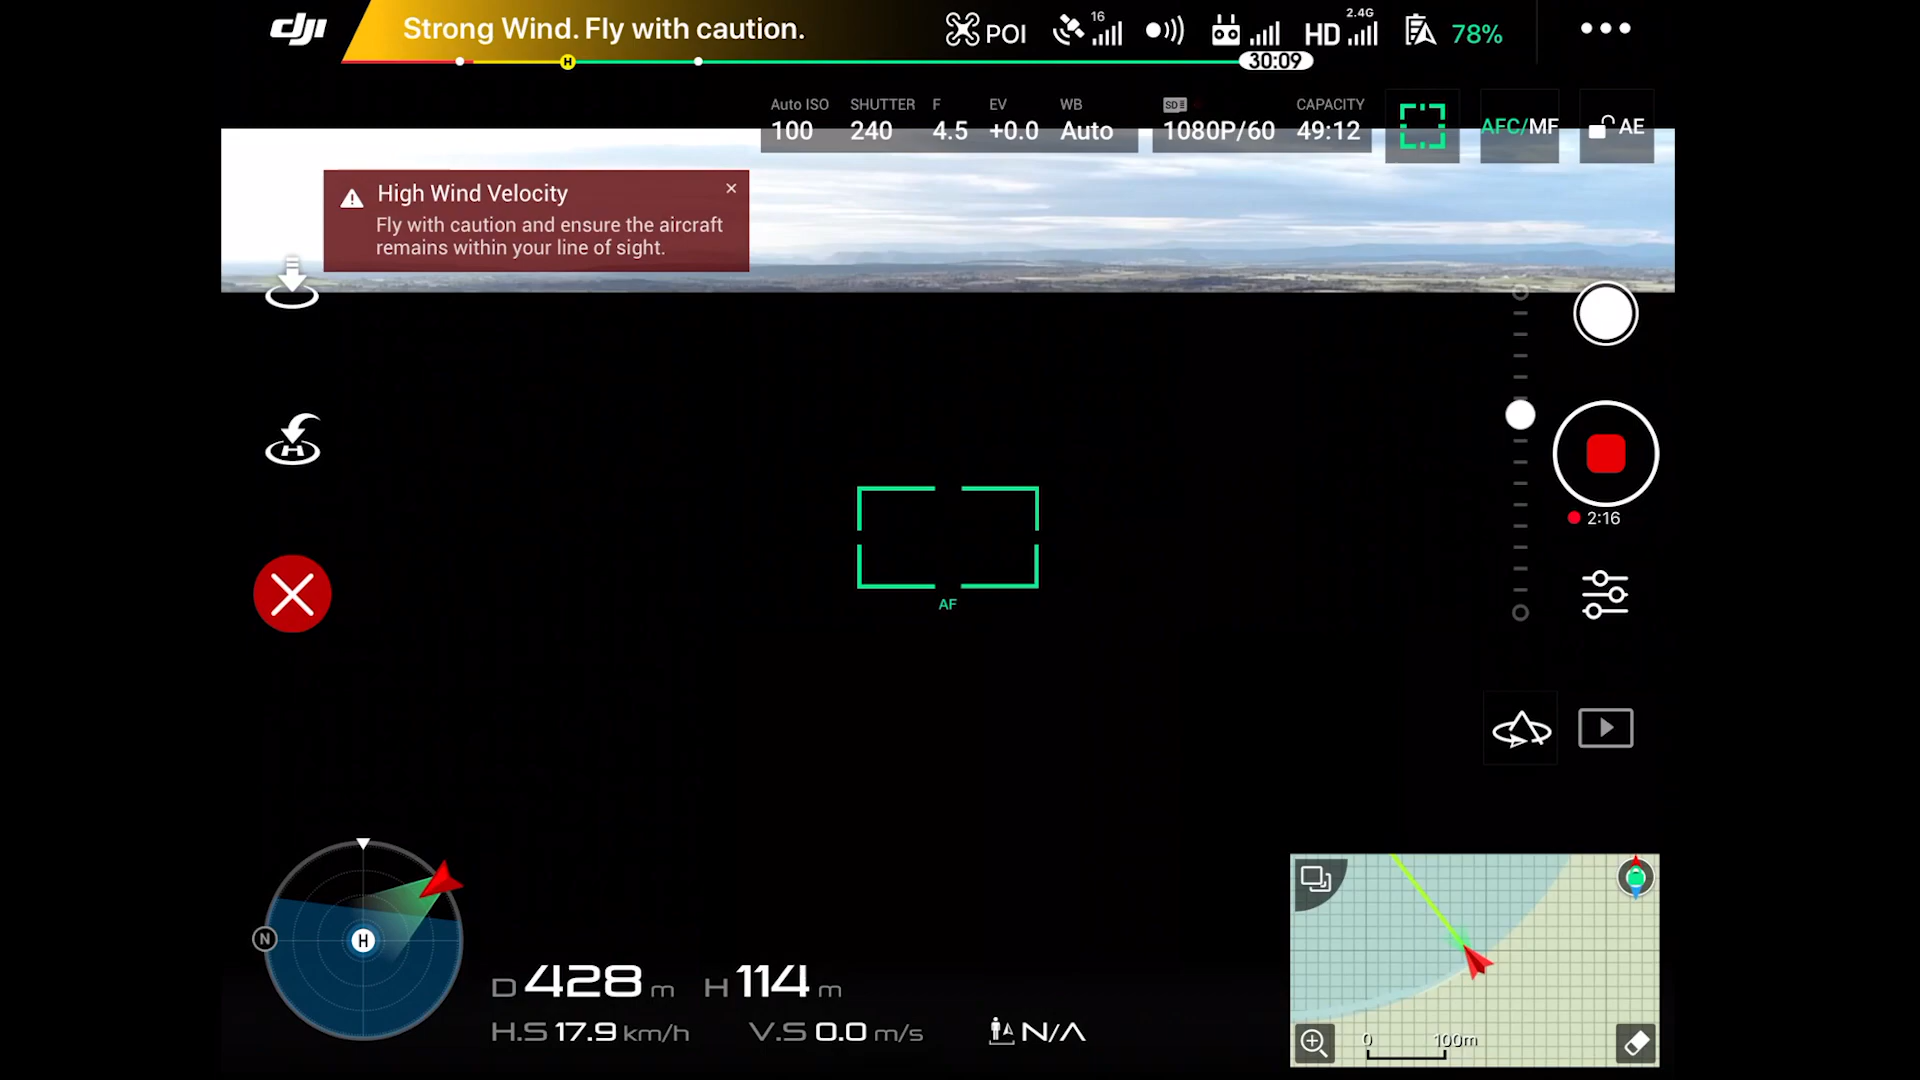 dji
Strong Wind. Fly with caution.
POI
16
HD
2.4G
78%
H
30:09
Auto ISO
100
SHUTTER
240
F
4.5
EV
+0.0
WB
Auto
SD
1080P/60
CAPACITY
49:12
AFC/MF
AE
High Wind Velocity
Fly with caution and ensure the aircraft
remains within your line of sight.
H
2:16
AF
N
H
D 428 m H 114 m
H.S 17.9 km/h V.S 0.0 m/s N/A
0 100m